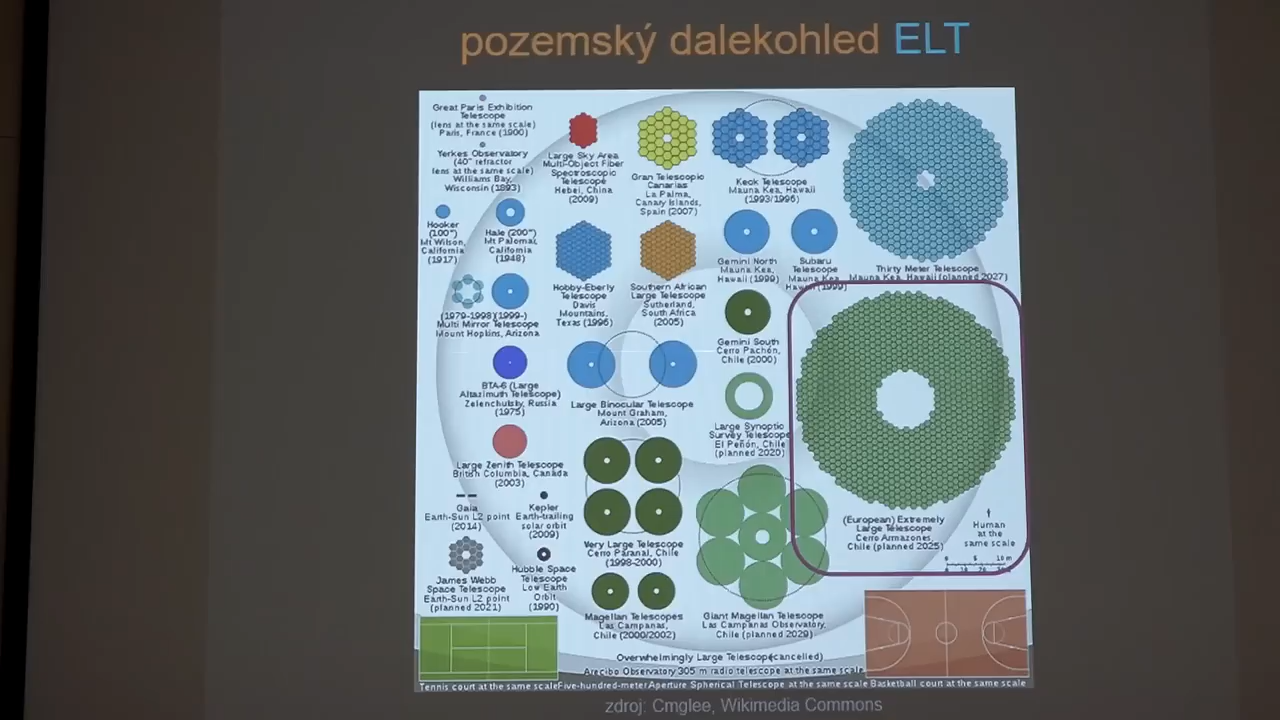 pozemský dalekohled ELT
Great Paris Exhibition
Telescope
(lens at the same scale)
Paris, France (1900)
Yerkes Observatory
(40" refractor
lens at the same scale)
Williams Bay,
Wisconsin (1893)
Hooker
(100")
Mt Wilson,
California
(1917)
Hale (200")
Mt Palomar,
California
(1948)
(1979-1998)(1999-)
Multi Mirror Telescope
Mount Hopkins, Arizona
BTA-6 (Large
Altazimuth Telescope)
Zelenchuksky, Russia
(1975)
Large Zenith Telescope
British Columbia, Canada
(2003)
Gaia
Earth-Sun L2 point
(2014)
Kepler
Earth-trailing
solar orbit
(2009)
James Webb
Space Telescope
Earth-Sun L2 point
(planned 2021)
Hubble Space
Telescope
Low Earth
Orbit
(1990)
Large Sky Area
Multi-Object Fiber
Spectroscopic
Telescope
Hebei, China
(2009)
Gran Telescopio
Canarias
La Palma,
Canary Islands,
Spain (2007)
Keck Telescope
Mauna Kea, Hawaii
(1993/1996)
Thirty Meter Telescope
Mauna Kea, Hawaii (planned 2027)
Hobby-Eberly
Telescope
Davis
Mountains,
Texas (1996)
Southern African
Large Telescope
Sutherland,
South Africa
(2005)
Gemini North
Mauna Kea,
Hawaii (1999)
Subaru
Telescope
Mauna Kea,
Hawaii (1999)
Gemini South
Cerro Pachón,
Chile (2000)
Large Binocular Telescope
Mount Graham,
Arizona (2005)
Large Synoptic
Survey Telescope
El Peñón, Chile
(planned 2020)
Very Large Telescope
Cerro Paranal, Chile
(1998-2000)
Magellan Telescopes
Las Campanas,
Chile (2000/2002)
Giant Magellan Telescope
Las Campanas Observatory,
Chile (planned 2029)
(European) Extremely
Large Telescope
Cerro Armazones,
Chile (planned 2025)
Human
at the
same scale
0 5 10 m
Overwhelmingly Large Telescope (cancelled)
Arecibo Observatory 305 m radio telescope at the same scale
Tennis court at the same scale
Five-hundred-meter Aperture Spherical Telescope at the same scale
Basketball court at the same scale
zdroj: Cmglee, Wikimedia Commons